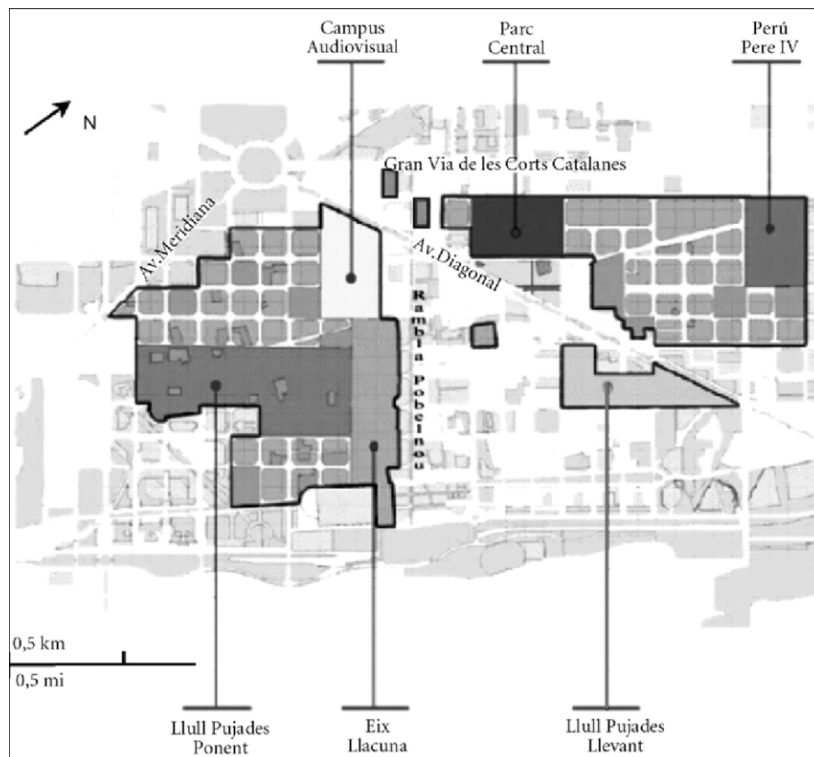 Campus
Audiovisual
Parc
Central
Perú
Pere IV
N
Gran Via de les Corts Catalanes
Av.Meridiana
Av.Diagonal
Rambla Pobelnou
0,5 km
0,5 mi
Llull Pujades
Ponent
Eix
Llacuna
Llull Pujades
Llevant